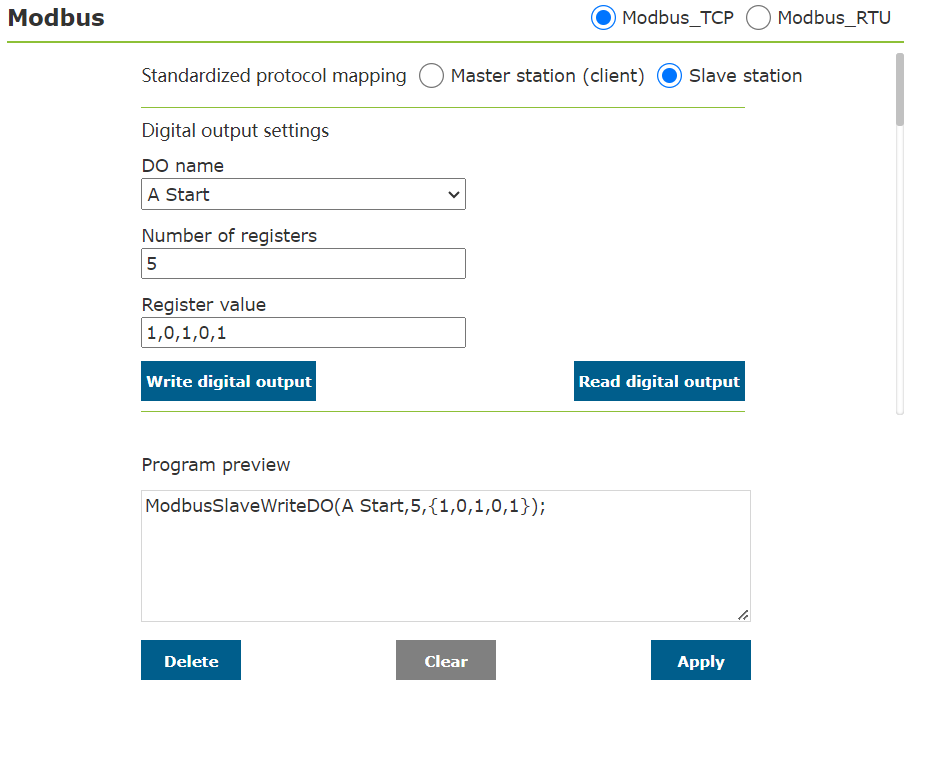 Modbus Modbus_TCP Modbus_RTU
Standardized protocol mapping Master station (client) Slave station
Digital output settings
DO name
A Start
Number of registers
5
Register value
1,0,1,0,1
Write digital output Read digital output
Program preview
ModbusSlaveWriteDO(A Start,5,{1,0,1,0,1});
Delete Clear Apply